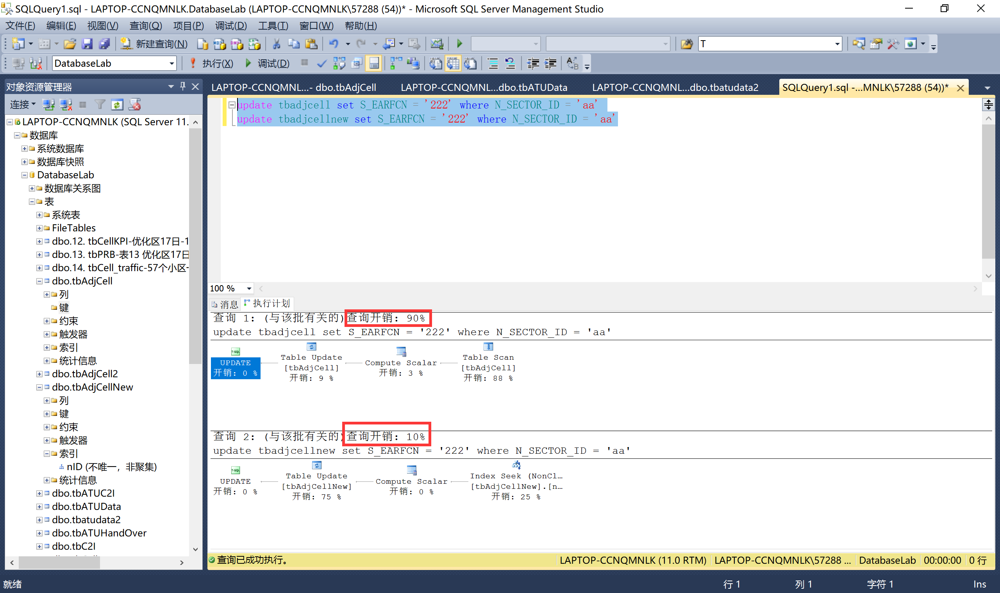 SQLQuery1.sql - LAPTOP-CCNQMNLK.DatabaseLab (LAPTOP-CCNQMNLK\57288 (54))* - Microsoft SQL Server Management Studio
文件(F) 编辑(E) 视图(V) 查询(Q) 项目(P) 调试(D) 工具(T) 窗口(W) 帮助(H)
新建查询(N) T
DatabaseLab 执行(X) 调试(D)
对象资源管理器
连接
LAPTOP-CCNQMNLK (SQL Server 11.
数据库
系统数据库
数据库快照
DatabaseLab
数据库关系图
表
系统表
FileTables
dbo.12. tbCellKPI-优化区17日-1
dbo.13. tbPRB-表13 优化区17日
dbo.14. tbCell_traffic-57个小区-
dbo.tbAdjCell
列
键
约束
触发器
索引
统计信息
dbo.tbAdjCell2
dbo.tbAdjCellNew
列
键
约束
触发器
索引
nID (不唯一，非聚集)
统计信息
dbo.tbATUC2I
dbo.tbATUData
dbo.tbatudata2
dbo.tbATUHandOver
dbo.tbC2I
LAPTOP-CCNQMNL...- dbo.tbAdjCell LAPTOP-CCNQMNL...dbo.tbATUData LAPTOP-CCNQMNL...dbo.tbatudata2 SQLQuery1.sql -...MNLK\57288 (54))*
update tbadjcell set S_EARFCN = '222' where N_SECTOR_ID = 'aa'
update tbadjcellnew set S_EARFCN = '222' where N_SECTOR_ID = 'aa'
100 %
消息 执行计划
查询 1: (与该批有关的)查询开销: 90%
update tbadjcell set S_EARFCN = '222' where N_SECTOR_ID = 'aa'
T-SQL
UPDATE
开销: 0 %
Table Update
[tbAdjCell]
开销: 9 %
Compute Scalar
开销: 3 %
Table Scan
[tbAdjCell]
开销: 88 %
查询 2: (与该批有关的)查询开销: 10%
update tbadjcellnew set S_EARFCN = '222' where N_SECTOR_ID = 'aa'
T-SQL
UPDATE
开销: 0 %
Table Update
[tbAdjCellNew]
开销: 75 %
Compute Scalar
开销: 0 %
Index Seek (NonCl…
[tbAdjCellNew].[n…
开销: 25 %
查询已成功执行。 LAPTOP-CCNQMNLK (11.0 RTM) LAPTOP-CCNQMNLK\57288 ... DatabaseLab 00:00:00 0 行
就绪 行 1 列 1 字符 1 Ins